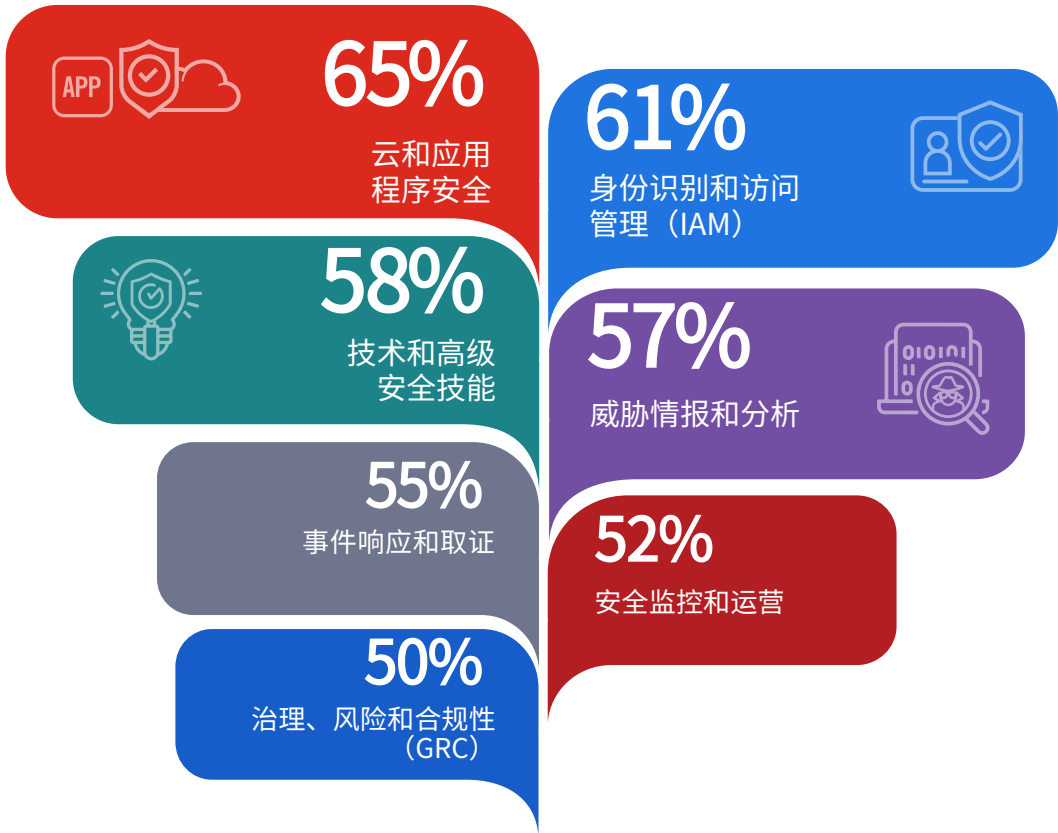 APP
65%
云和应用
程序安全
61%
身份识别和访问
管理（IAM）
58%
技术和高级
安全技能
57%
威胁情报和分析
55%
事件响应和取证
52%
安全监控和运营
50%
治理、风险和合规性
（GRC）